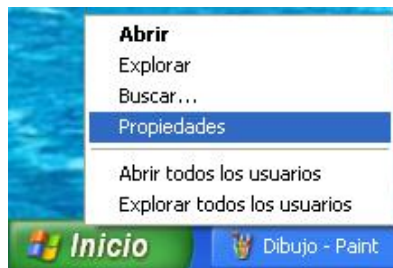 Abrir
Explorar
Buscar...
Propiedades
Abrir todos los usuarios
Explorar todos los usuarios
Inicio
Dibujo - Paint